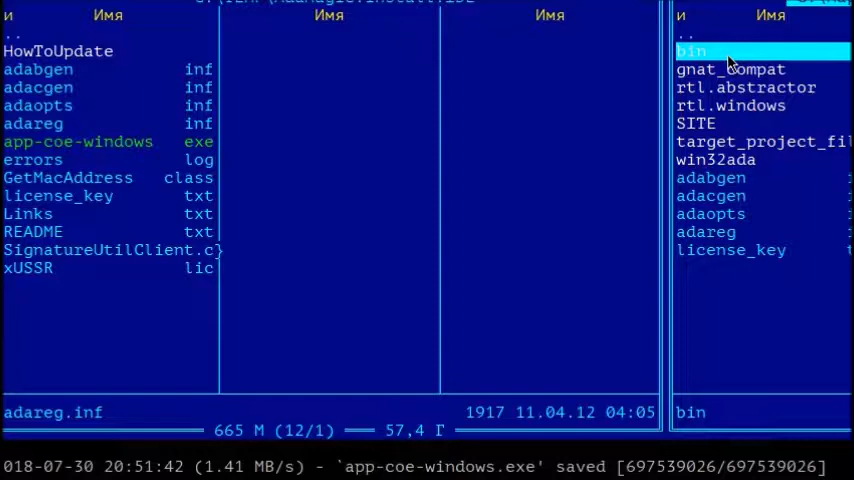 и Имя Имя Имя
..
HowToUpdate
adabgen inf
adacgen inf
adaopts inf
adareg inf
app-coe-windows exe
errors log
GetMacAddress class
license_key txt
Links txt
README txt
SignatureUtilClient.c}
xUSSR lic
adareg.inf 1917 11.04.12 04:05
665 М (12/1) 57,4 Г
и Имя
..
bin
gnat_compat
rtl.abstractor
rtl.windows
SITE
target_project_fil
win32ada
adabgen
adacgen
adaopts
adareg
license_key
bin
018-07-30 20:51:42 (1.41 MB/s) - `app-coe-windows.exe' saved [697539026/697539026]